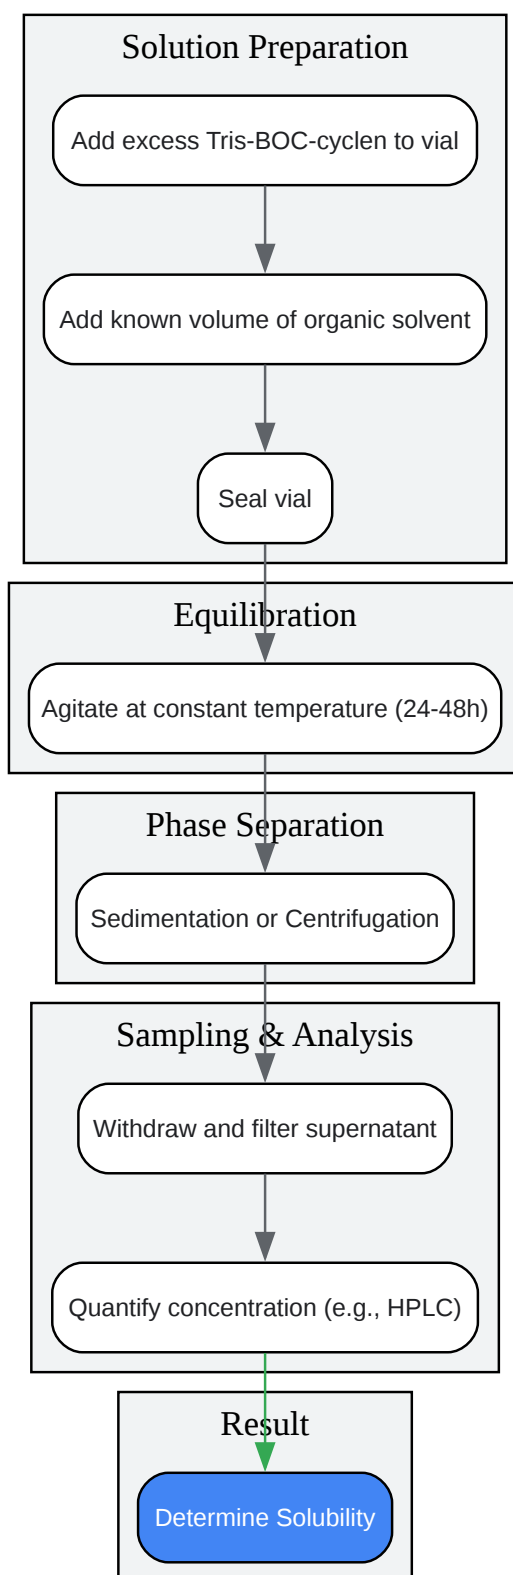 Solution Preparation
Add excess Tris-BOC-cyclen to vial
Add known volume of organic solvent
Seal vial
Equilibration
Agitate at constant temperature (24-48h)
Phase Separation
Sedimentation or Centrifugation
Sampling & Analysis
Withdraw and filter supernatant
Quantify concentration (e.g., HPLC)
Result
Determine Solubility